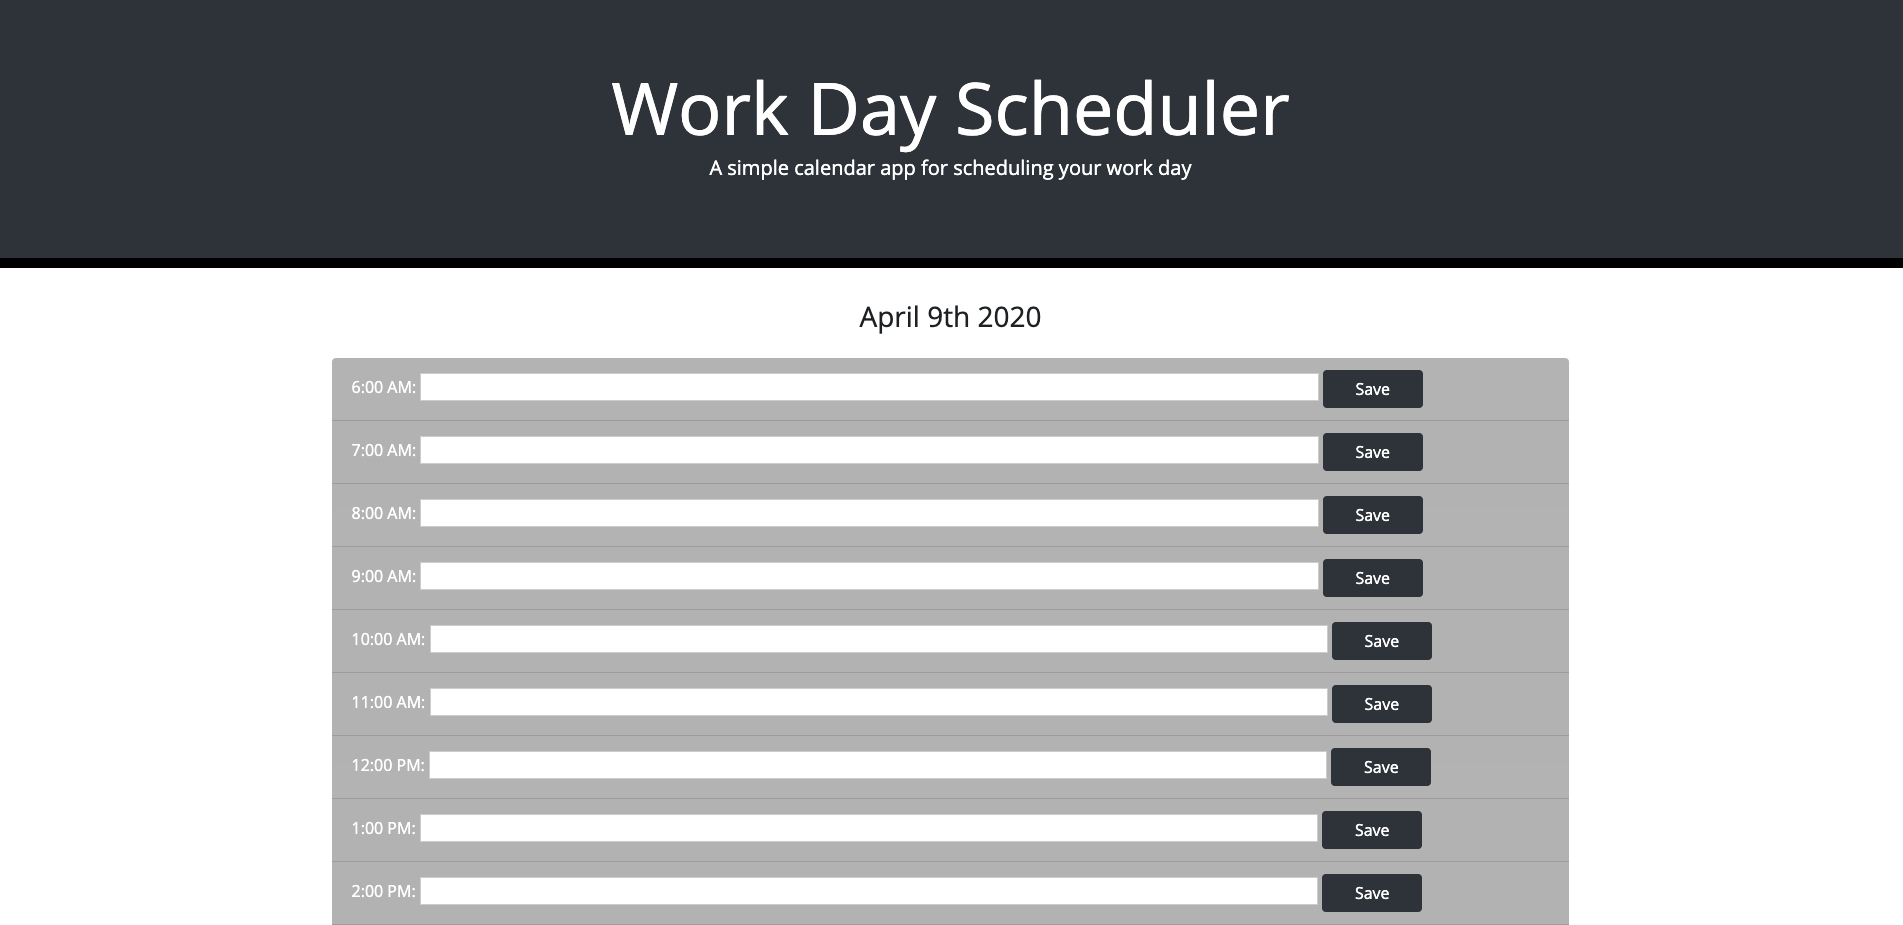 Work Day Scheduler
A simple calendar app for scheduling your work day
April 9th 2020
6:00 AM: Save
7:00 AM: Save
8:00 AM: Save
9:00 AM: Save
10:00 AM: Save
11:00 AM: Save
12:00 PM: Save
1:00 PM: Save
2:00 PM: Save